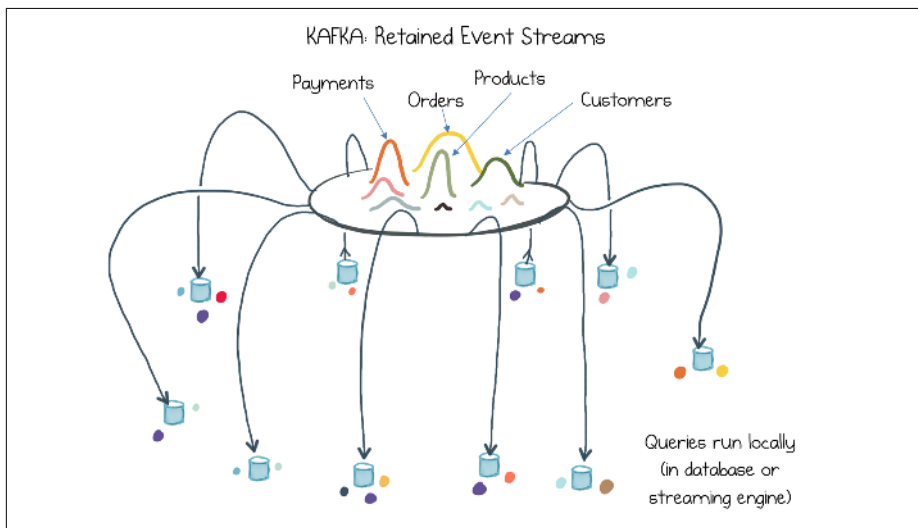 KAFKA: Retained Event Streams
Payments
Orders
Products
Customers
Queries run locally
(in database or
streaming engine)